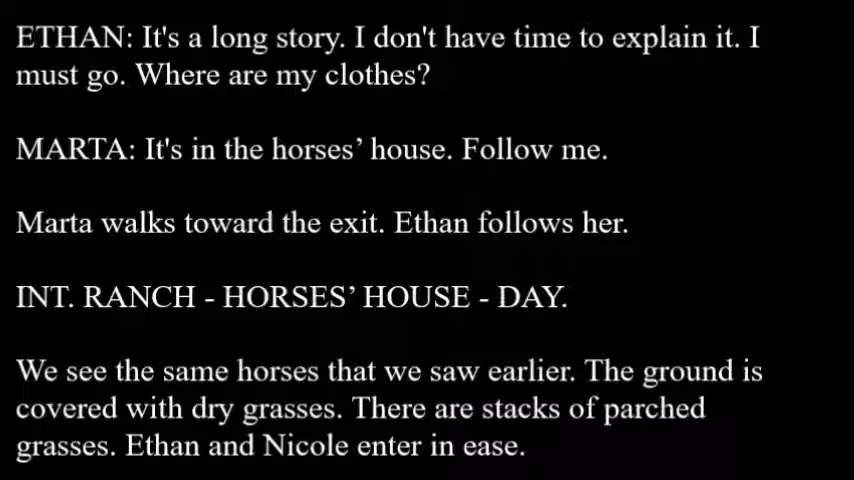 ETHAN: It's a long story. I don't have time to explain it. I
must go. Where are my clothes?
MARTA: It's in the horses’ house. Follow me.
Marta walks toward the exit. Ethan follows her.
INT. RANCH - HORSES’ HOUSE - DAY.
We see the same horses that we saw earlier. The ground is
covered with dry grasses. There are stacks of parched
grasses. Ethan and Nicole enter in ease.